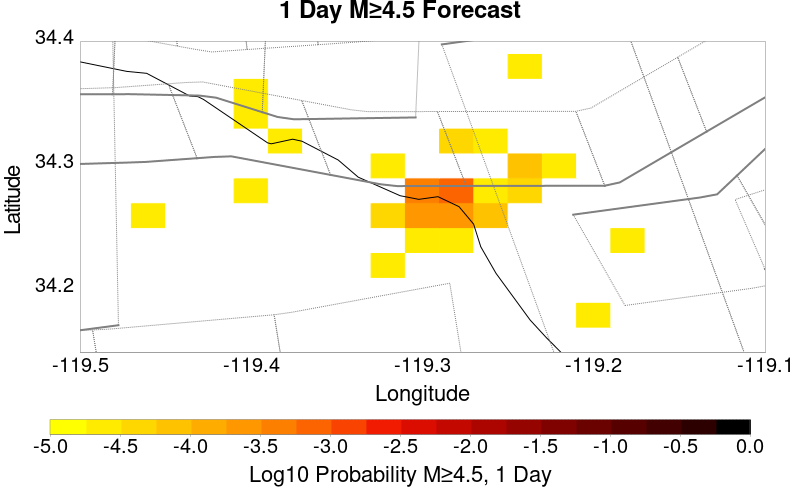 1 Day M≥4.5 Forecast
34.4
34.3
34.2
Latitude
-119.5 -119.4 -119.3 -119.2 -119.1
Longitude
-5.0 -4.5 -4.0 -3.5 -3.0 -2.5 -2.0 -1.5 -1.0 -0.5 0.0
Log10 Probability M≥4.5, 1 Day